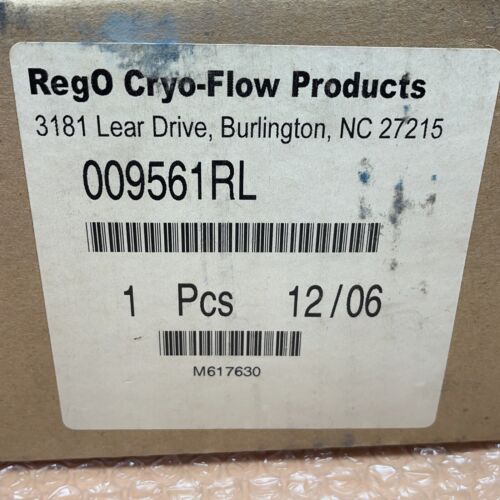 RegO Cryo-Flow Products
3181 Lear Drive, Burlington, NC 27215
009561RL
1 Pcs 12/06
M617630